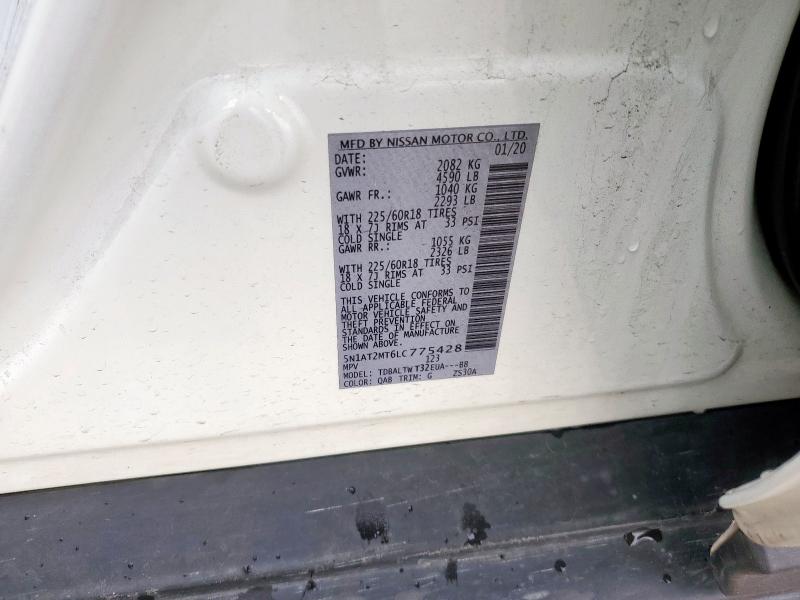 MFD BY NISSAN MOTOR CO., LTD.
DATE: 01/20
GVWR: 2082 KG
4590 LB
GAWR FR.: 1040 KG
2293 LB
WITH 225/60R18 TIRES
18 X 7J RIMS AT 33 PSI
COLD SINGLE
GAWR RR.: 1055 KG
2326 LB
WITH 225/60R18 TIRES
18 X 7J RIMS AT 33 PSI
COLD SINGLE
THIS VEHICLE CONFORMS TO
ALL APPLICABLE FEDERAL
MOTOR VEHICLE SAFETY AND
THEFT PREVENTION
STANDARDS IN EFFECT ON
THE DATE OF MANUFACTURE
SHOWN ABOVE.
5N1AT2MT6LC775428
MPV 123
MODEL: TDBALTWT32EUA---BB
COLOR: QAB TRIM: G ZS30A